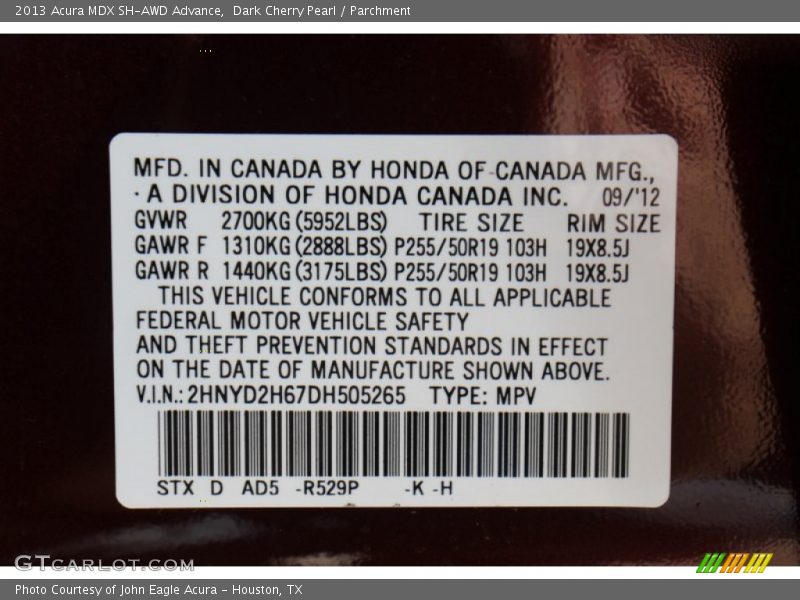 2013 Acura MDX SH-AWD Advance,  Dark Cherry Pearl / Parchment
MFD. IN CANADA BY HONDA OF CANADA MFG.,
A DIVISION OF HONDA CANADA INC.  09/'12
GVWR 2700KG (5952LBS) TIRE SIZE RIM SIZE
GAWR F 1310KG (2888LBS) P255/50R19 103H 19X8.5J
GAWR R 1440KG (3175LBS) P255/50R19 103H 19X8.5J
THIS VEHICLE CONFORMS TO ALL APPLICABLE
FEDERAL MOTOR VEHICLE SAFETY
AND THEFT PREVENTION STANDARDS IN EFFECT
ON THE DATE OF MANUFACTURE SHOWN ABOVE.
V.I.N.: 2HNYD2H67DH505265 TYPE: MPV
STX D AD5 -R529P -K -H
GTCARLOT.COM
Photo Courtesy of John Eagle Acura - Houston, TX